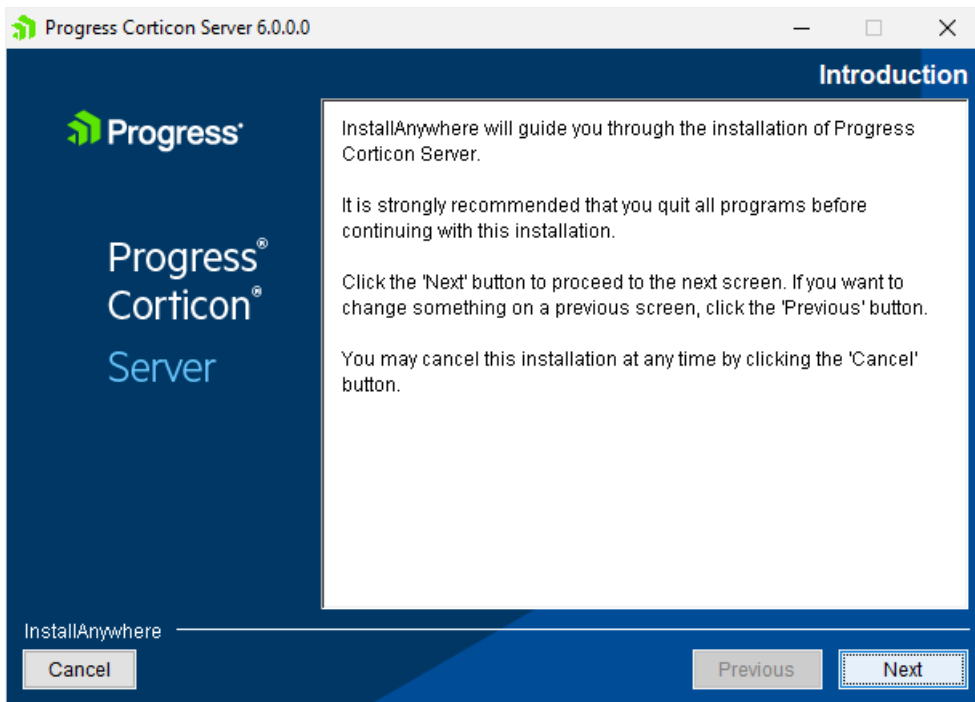 Progress Corticon Server 6.0.0.0
Introduction
Progress®
InstallAnywhere will guide you through the installation of Progress
Corticon Server.
It is strongly recommended that you quit all programs before
continuing with this installation.
Progress®
Corticon®
Server
Click the 'Next' button to proceed to the next screen. If you want to
change something on a previous screen, click the 'Previous' button.
You may cancel this installation at any time by clicking the 'Cancel'
button.
InstallAnywhere
Cancel
Previous
Next